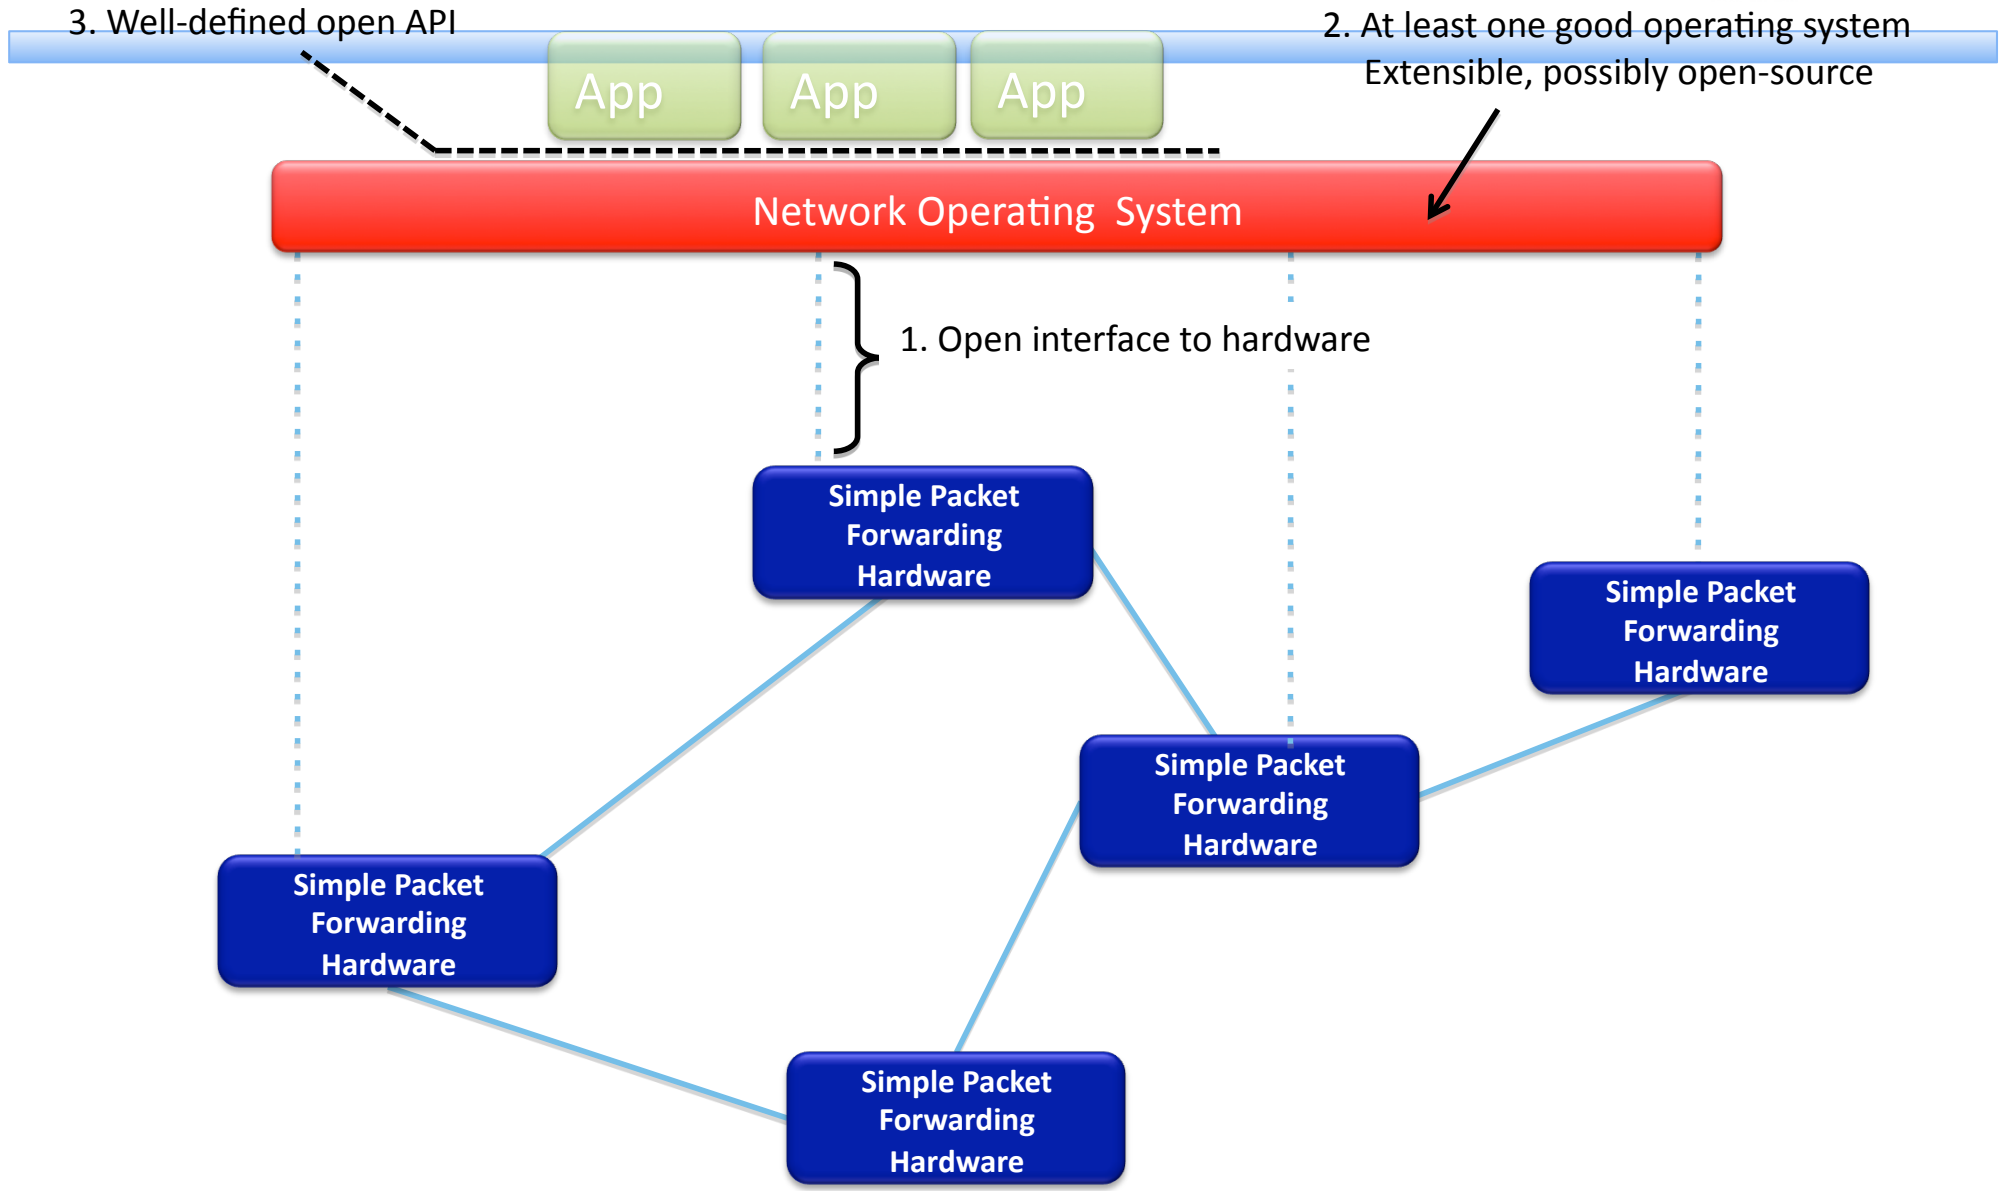 3. Well-defined open API
2. At least one good operating system
Extensible, possibly open-source
App
App
App
Network Operating System
1. Open interface to hardware
Simple Packet
Forwarding
Hardware
Simple Packet
Forwarding
Hardware
Simple Packet
Forwarding
Hardware
Simple Packet
Forwarding
Hardware
Simple Packet
Forwarding
Hardware